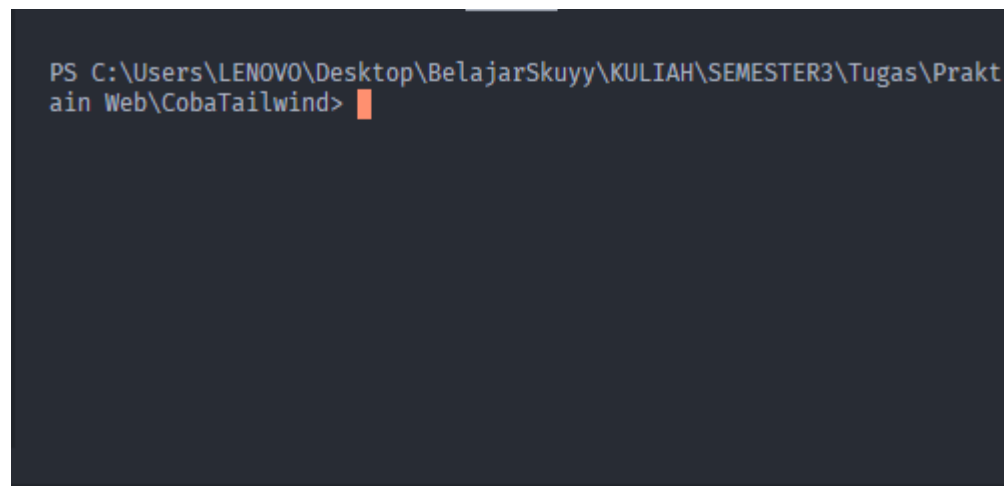 PS C:\Users\LENOVO\Desktop\BelajarSkuyy\KULIAH\SEMESTER3\Tugas\Prakt
ain Web\CobaTailwind>